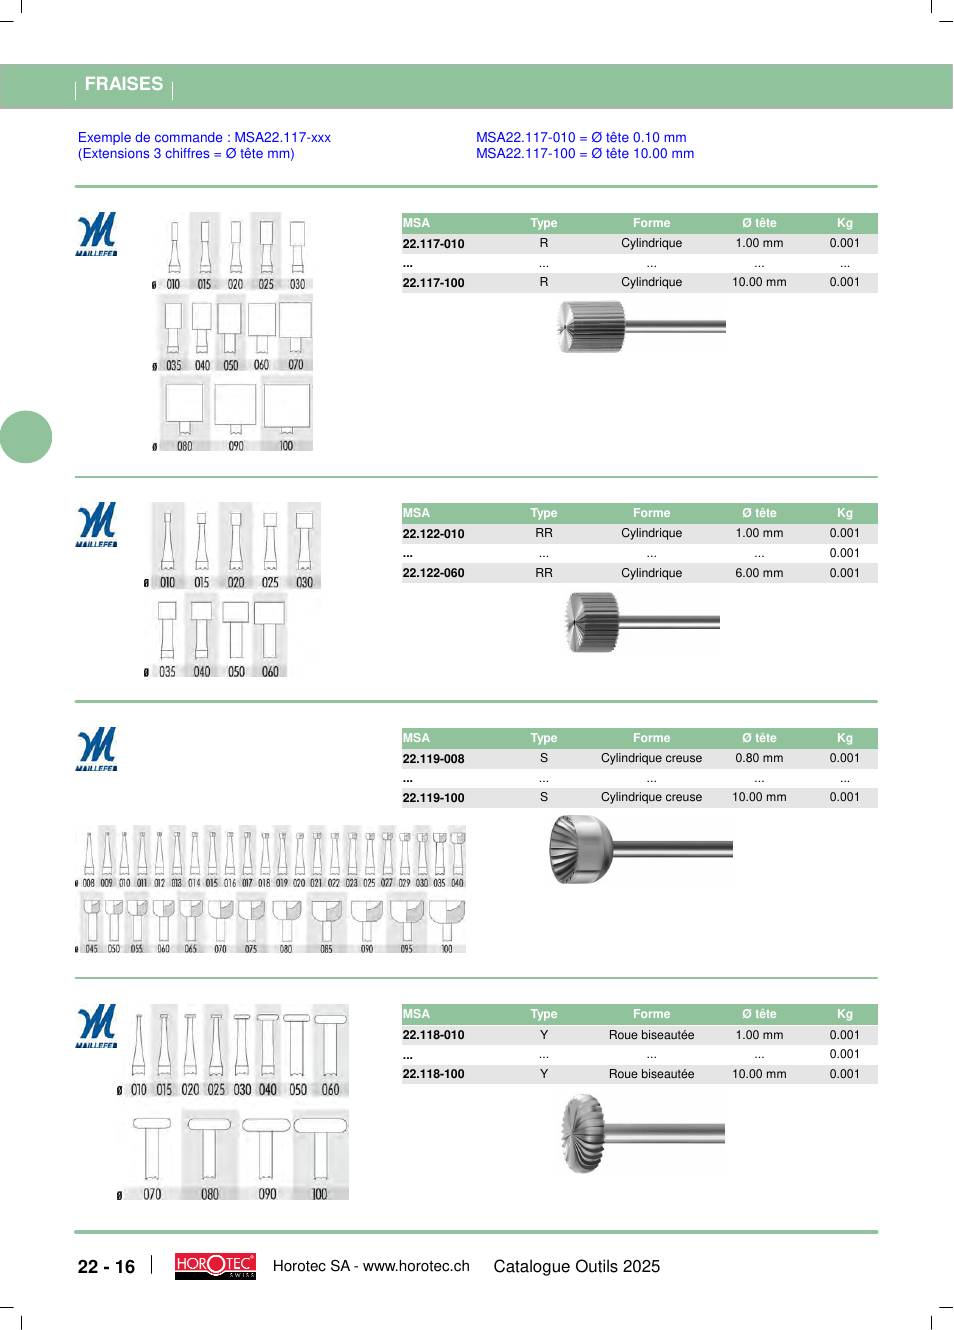 FRAISES
Exemple de commande : MSA22.117-xxx
(Extensions 3 chiffres = Ø tête mm)
MSA22.117-010 = Ø tête 0.10 mm
MSA22.117-100 = Ø tête 10.00 mm
MAILLEFER
ø 010 015 020 025 030
ø 035 040 050 060 070
ø 080 090 100
MSA Type Forme Ø tête Kg
22.117-010 R Cylindrique 1.00 mm 0.001
... ... ... ... ...
22.117-100 R Cylindrique 10.00 mm 0.001
MAILLEFER
ø 010 015 020 025 030
ø 035 040 050 060
MSA Type Forme Ø tête Kg
22.122-010 RR Cylindrique 1.00 mm 0.001
... ... ... ... 0.001
22.122-060 RR Cylindrique 6.00 mm 0.001
MAILLEFER
MSA Type Forme Ø tête Kg
22.119-008 S Cylindrique creuse 0.80 mm 0.001
... ... ... ... ...
22.119-100 S Cylindrique creuse 10.00 mm 0.001
ø 008 009 010 011 012 013 014 015 016 017 018 019 020 021 022 023 025 027 029 030 035 040
ø 045 050 055 060 065 070 075 080 085 090 095 100
MAILLEFER
ø 010 015 020 025 030 040 050 060
ø 070 080 090 100
MSA Type Forme Ø tête Kg
22.118-010 Y Roue biseautée 1.00 mm 0.001
... ... ... ... 0.001
22.118-100 Y Roue biseautée 10.00 mm 0.001
22 - 16
HOROTEC®
SWISS
Horotec SA - www.horotec.ch
Catalogue Outils 2025